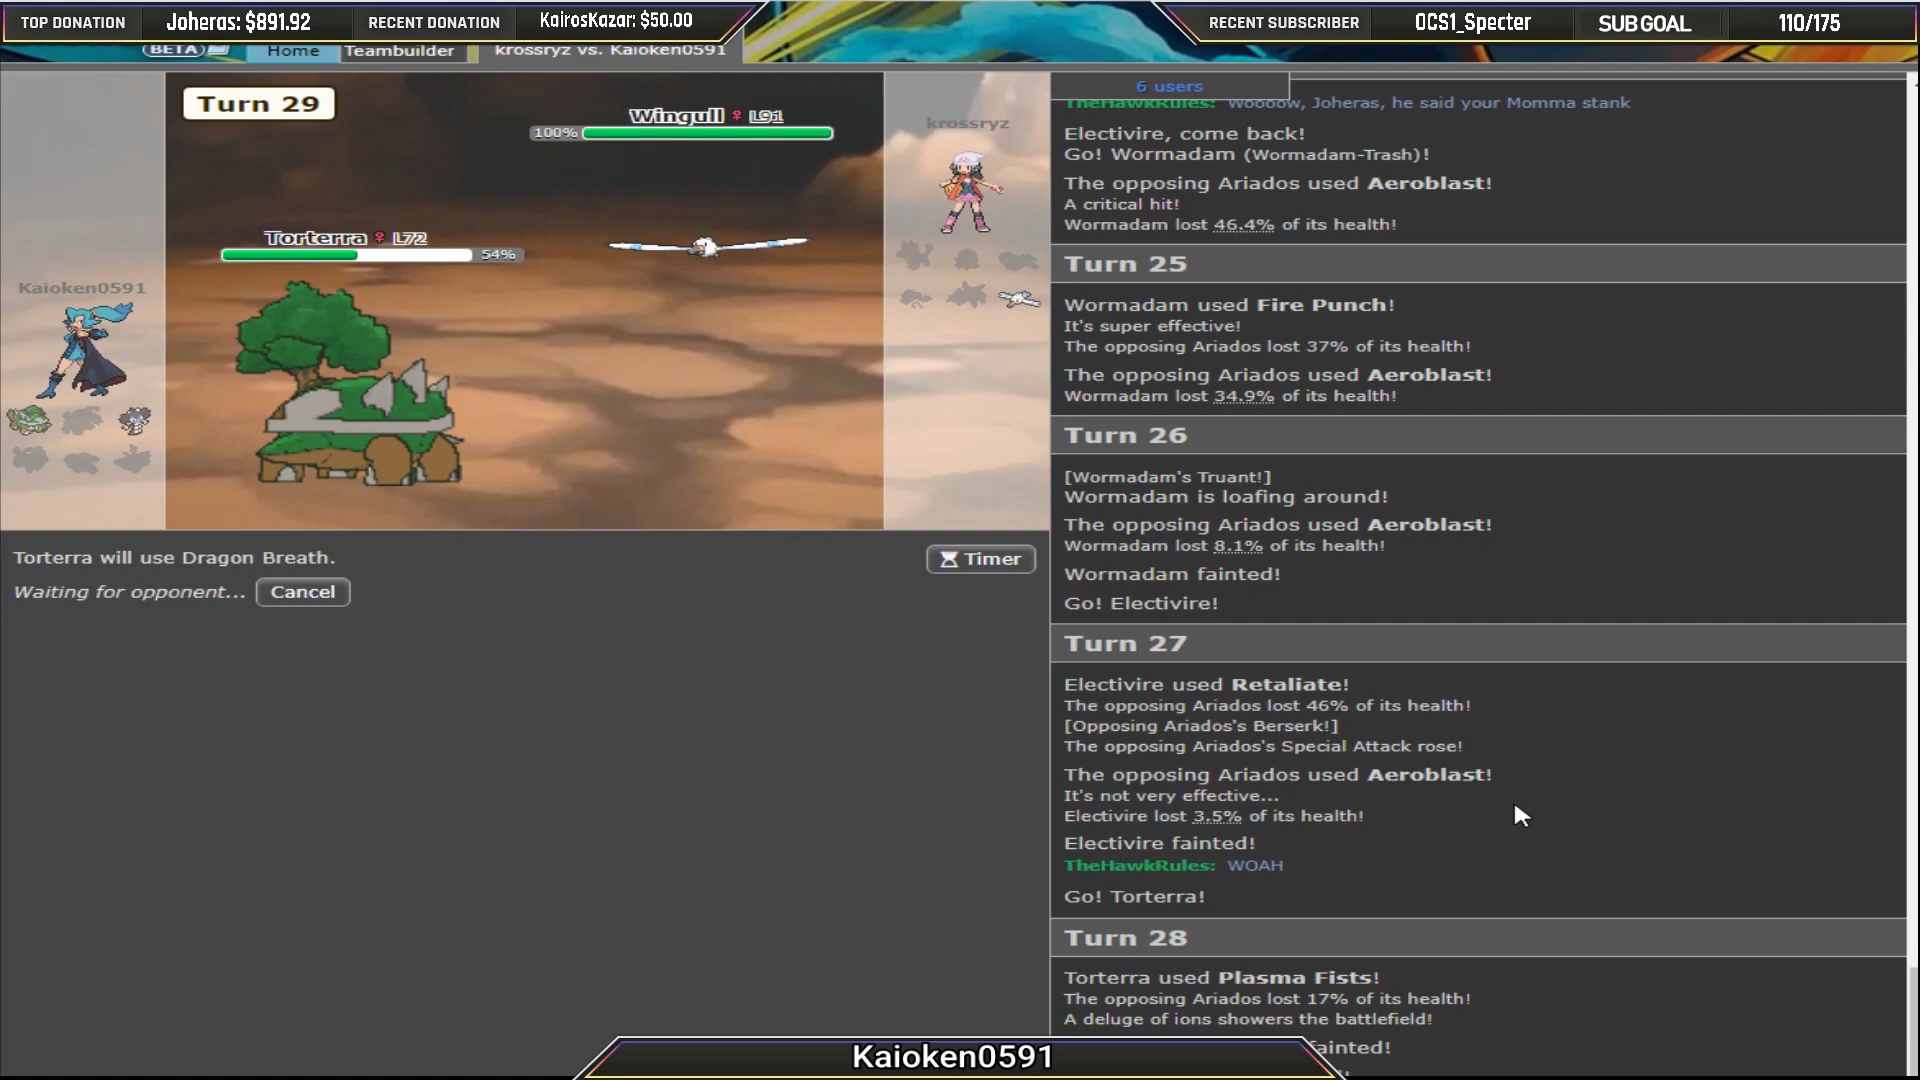 TOP DONATION
Joheras: $891.92
RECENT DONATION
KairosKazar: $50.00
RECENT SUBSCRIBER
OCS1_Specter
SUB GOAL
110/175
BETA
Home
Teambuilder
krossryz vs. Kaioken0591
Turn 29
Wingull ♀ L91
100%
Torterra ♀ L72
54%
Kaioken0591
krossryz
Torterra will use Dragon Breath.
Timer
Waiting for opponent...
Cancel
6 users
TheHawkRules: Woooow, Joheras, he said your Momma stank
Electivire, come back!
Go! Wormadam (Wormadam-Trash)!
The opposing Ariados used Aeroblast!
A critical hit!
Wormadam lost 46.4% of its health!
Turn 25
Wormadam used Fire Punch!
It's super effective!
The opposing Ariados lost 37% of its health!
The opposing Ariados used Aeroblast!
Wormadam lost 34.9% of its health!
Turn 26
[Wormadam's Truant!]
Wormadam is loafing around!
The opposing Ariados used Aeroblast!
Wormadam lost 8.1% of its health!
Wormadam fainted!
Go! Electivire!
Turn 27
Electivire used Retaliate!
The opposing Ariados lost 46% of its health!
[Opposing Ariados's Berserk!]
The opposing Ariados's Special Attack rose!
The opposing Ariados used Aeroblast!
It's not very effective...
Electivire lost 3.5% of its health!
Electivire fainted!
TheHawkRules: WOAH
Go! Torterra!
Turn 28
Torterra used Plasma Fists!
The opposing Ariados lost 17% of its health!
A deluge of ions showers the battlefield!
fainted!
Kaioken0591